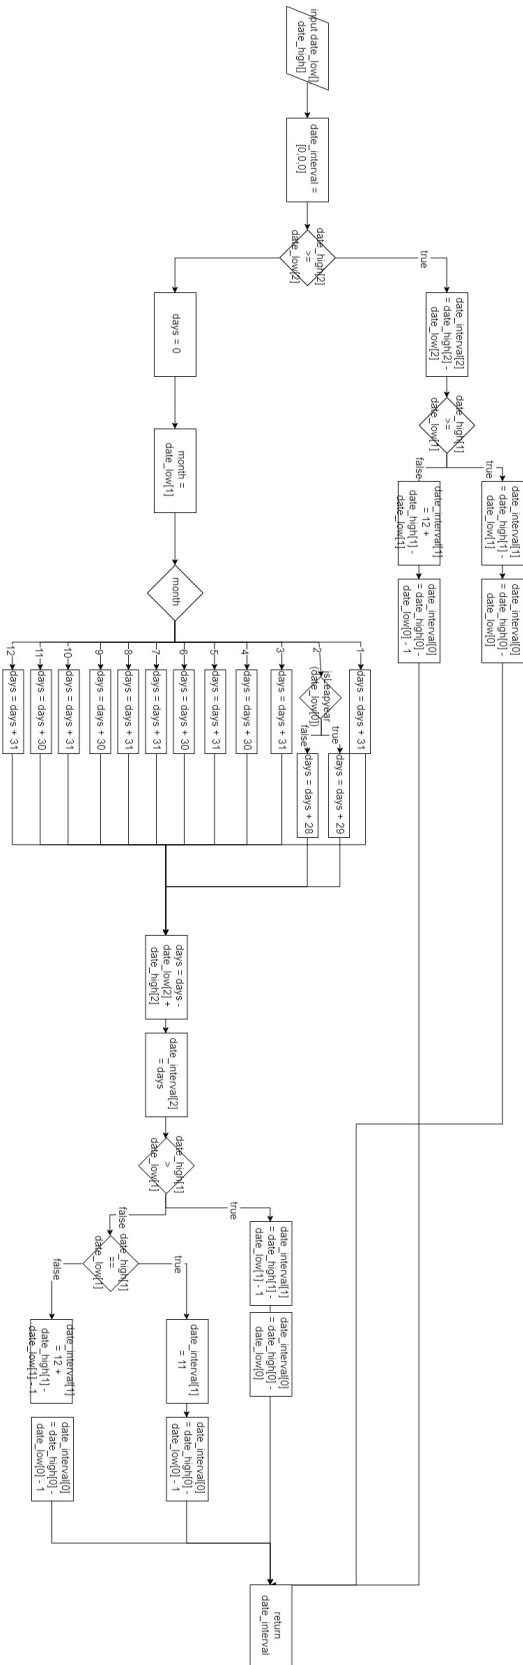 input date_low[]
date_high[]
date_interval =
[0,0,0]
date_high[2]
>=
date_low[2]
true
date_interval[2]
= date_high[2] -
date_low[2]
date_high[1]
>=
date_low[1]
true
date_interval[1]
= date_high[1] -
date_low[1]
date_interval[0]
= date_high[0] -
date_low[0]
false
date_interval[1]
= 12 +
date_high[1] -
date_low[1]
date_interval[0]
= date_high[0] -
date_low[0] - 1
days = 0
month =
date_low[1]
month
1
days = days + 31
2
isLeapyear
(date_low[0])
true
days = days + 29
false
days = days + 28
3
days = days + 31
4
days = days + 30
5
days = days + 31
6
days = days + 30
7
days = days + 31
8
days = days + 31
9
days = days + 30
10
days = days + 31
11
days = days + 30
12
days = days + 31
days = days -
date_low[2] +
date_high[2]
date_interval[2]
= days
date_high[1]
>
date_low[1]
true
date_interval[1]
= date_high[1] -
date_low[1] - 1
date_interval[0]
= date_high[0] -
date_low[0]
false
date_high[1]
==
date_low[1]
true
date_interval[1]
= 11
date_interval[0]
= date_high[0] -
date_low[0] - 1
false
date_interval[1]
= 12 +
date_high[1] -
date_low[1] - 1
date_interval[0]
= date_high[0] -
date_low[0] - 1
return
date_interval